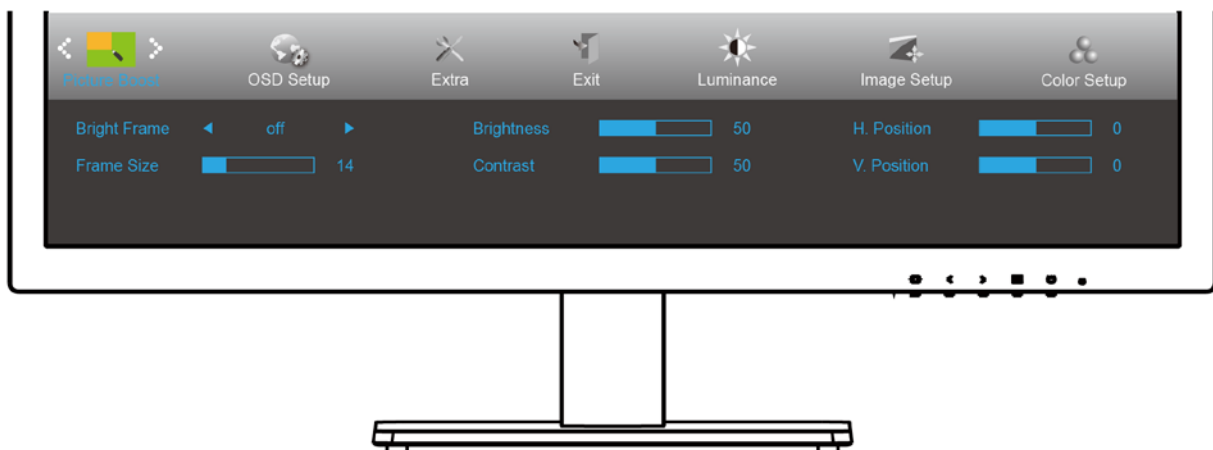 Picture Boost OSD Setup Extra Exit Luminance Image Setup Color Setup
Bright Frame off Brightness 50 H. Position 0
Frame Size 14 Contrast 50 V. Position 0